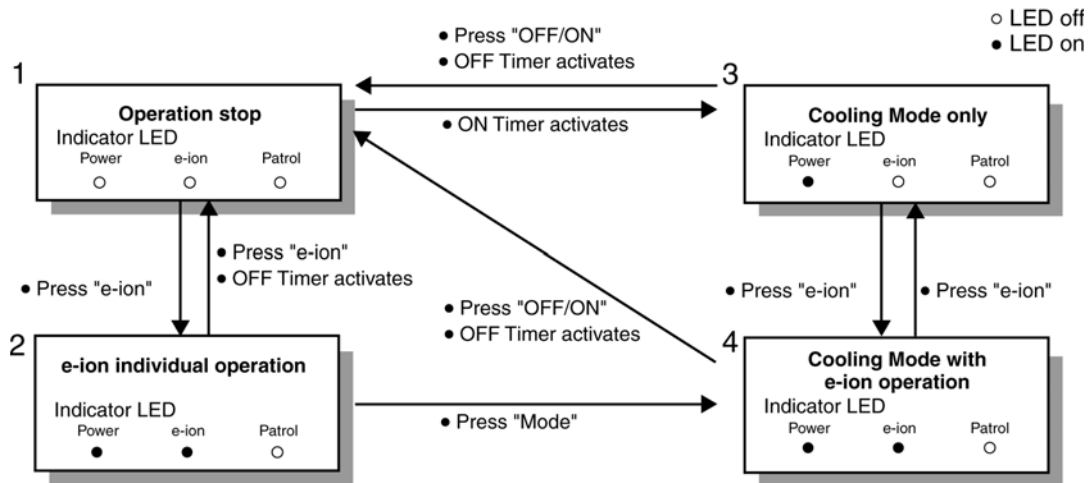 ○ LED off
● LED on
● Press "OFF/ON"
● OFF Timer activates
● ON Timer activates
1
Operation stop
Indicator LED
Power e-ion Patrol
3
Cooling Mode only
Indicator LED
Power e-ion Patrol
● Press "e-ion"
● Press "e-ion"
● OFF Timer activates
● Press "OFF/ON"
● OFF Timer activates
● Press "e-ion"
● Press "e-ion"
2
e-ion individual operation
Indicator LED
Power e-ion Patrol
● Press "Mode"
4
Cooling Mode with
e-ion operation
Indicator LED
Power e-ion Patrol